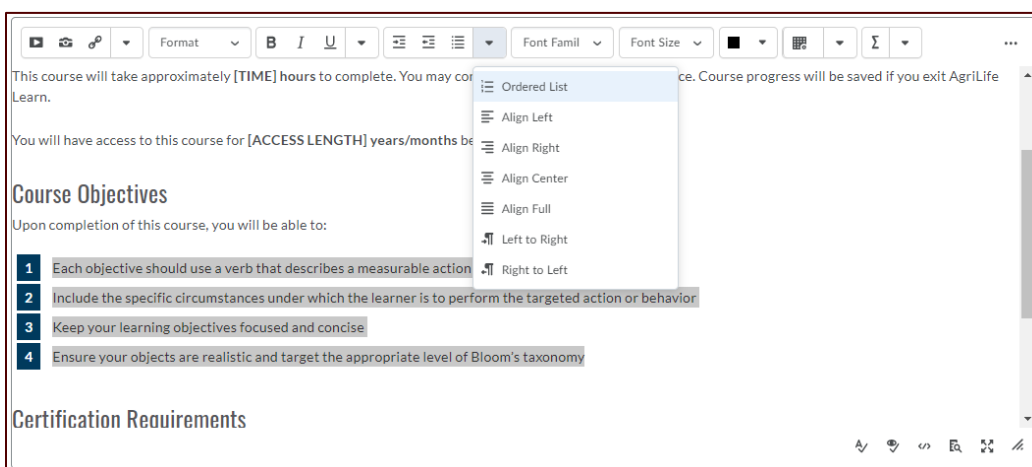 Format B I U Font Famil Font Size Σ ...
This course will take approximately [TIME] hours to complete. You may co ce. Course progress will be saved if you exit AgriLife
Learn.
You will have access to this course for [ACCESS LENGTH] years/months be
Ordered List
Align Left
Align Right
Align Center
Align Full
Left to Right
Right to Left
Course Objectives
Upon completion of this course, you will be able to:
1 Each objective should use a verb that describes a measurable action
2 Include the specific circumstances under which the learner is to perform the targeted action or behavior
3 Keep your learning objectives focused and concise
4 Ensure your objects are realistic and target the appropriate level of Bloom's taxonomy
Certification Requirements